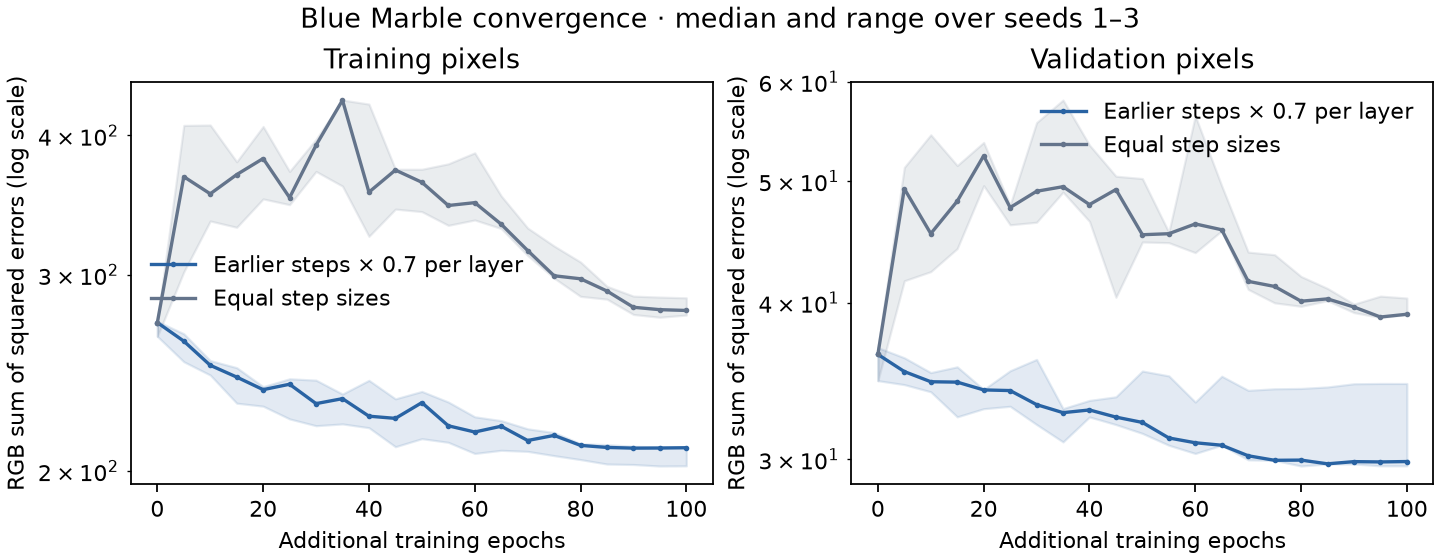 Blue Marble convergence · median and range over seeds 1–3
Training pixels
RGB sum of squared errors (log scale)
4 × 10²
3 × 10²
2 × 10²
Earlier steps × 0.7 per layer
Equal step sizes
0 20 40 60 80 100
Additional training epochs
Validation pixels
RGB sum of squared errors (log scale)
6 × 10¹
5 × 10¹
4 × 10¹
3 × 10¹
Earlier steps × 0.7 per layer
Equal step sizes
0 20 40 60 80 100
Additional training epochs